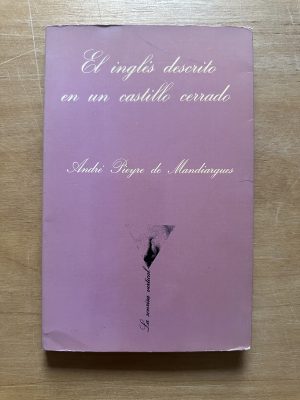 El inglés descrito
en un castillo cerrado
André Pieyre de Mandiargues
La sonrisa vertical